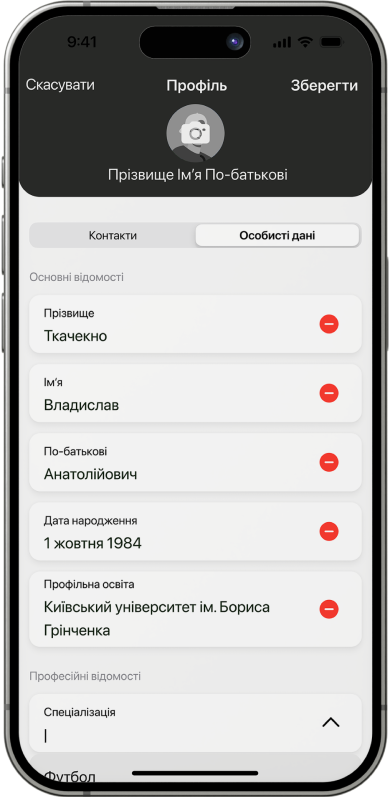 9:41
Скасувати Профіль Зберегти
Прізвище Ім’я По-батькові
Контакти Особисті дані
Основні відомості
Прізвище
Ткачекно
Ім’я
Владислав
По-батькові
Анатолійович
Дата народження
1 жовтня 1984
Профільна освіта
Київський університет ім. Бориса
Грінченка
Професійні відомості
Спеціалізація
Футбол